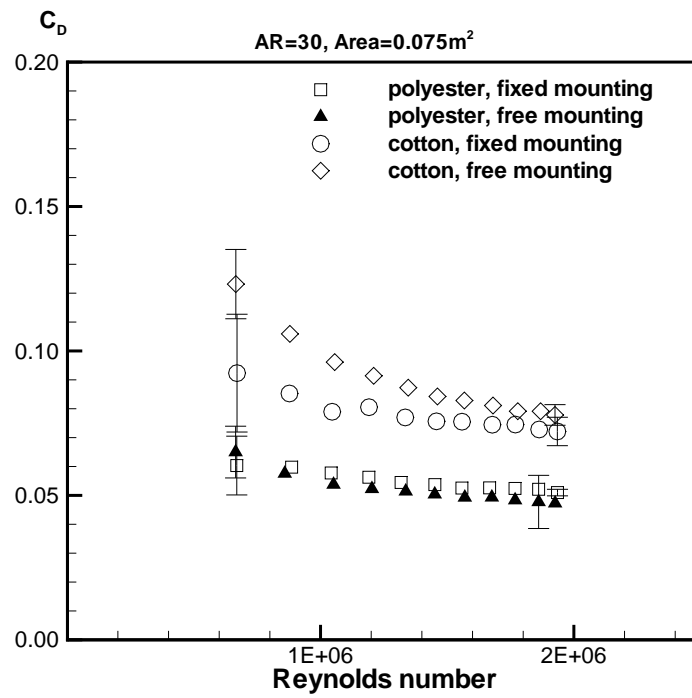 C_D
AR=30, Area=0.075m²
0.20
polyester, fixed mounting
polyester, free mounting
cotton, fixed mounting
cotton, free mounting
0.15
0.10
0.05
0.00
1E+06 2E+06
Reynolds number